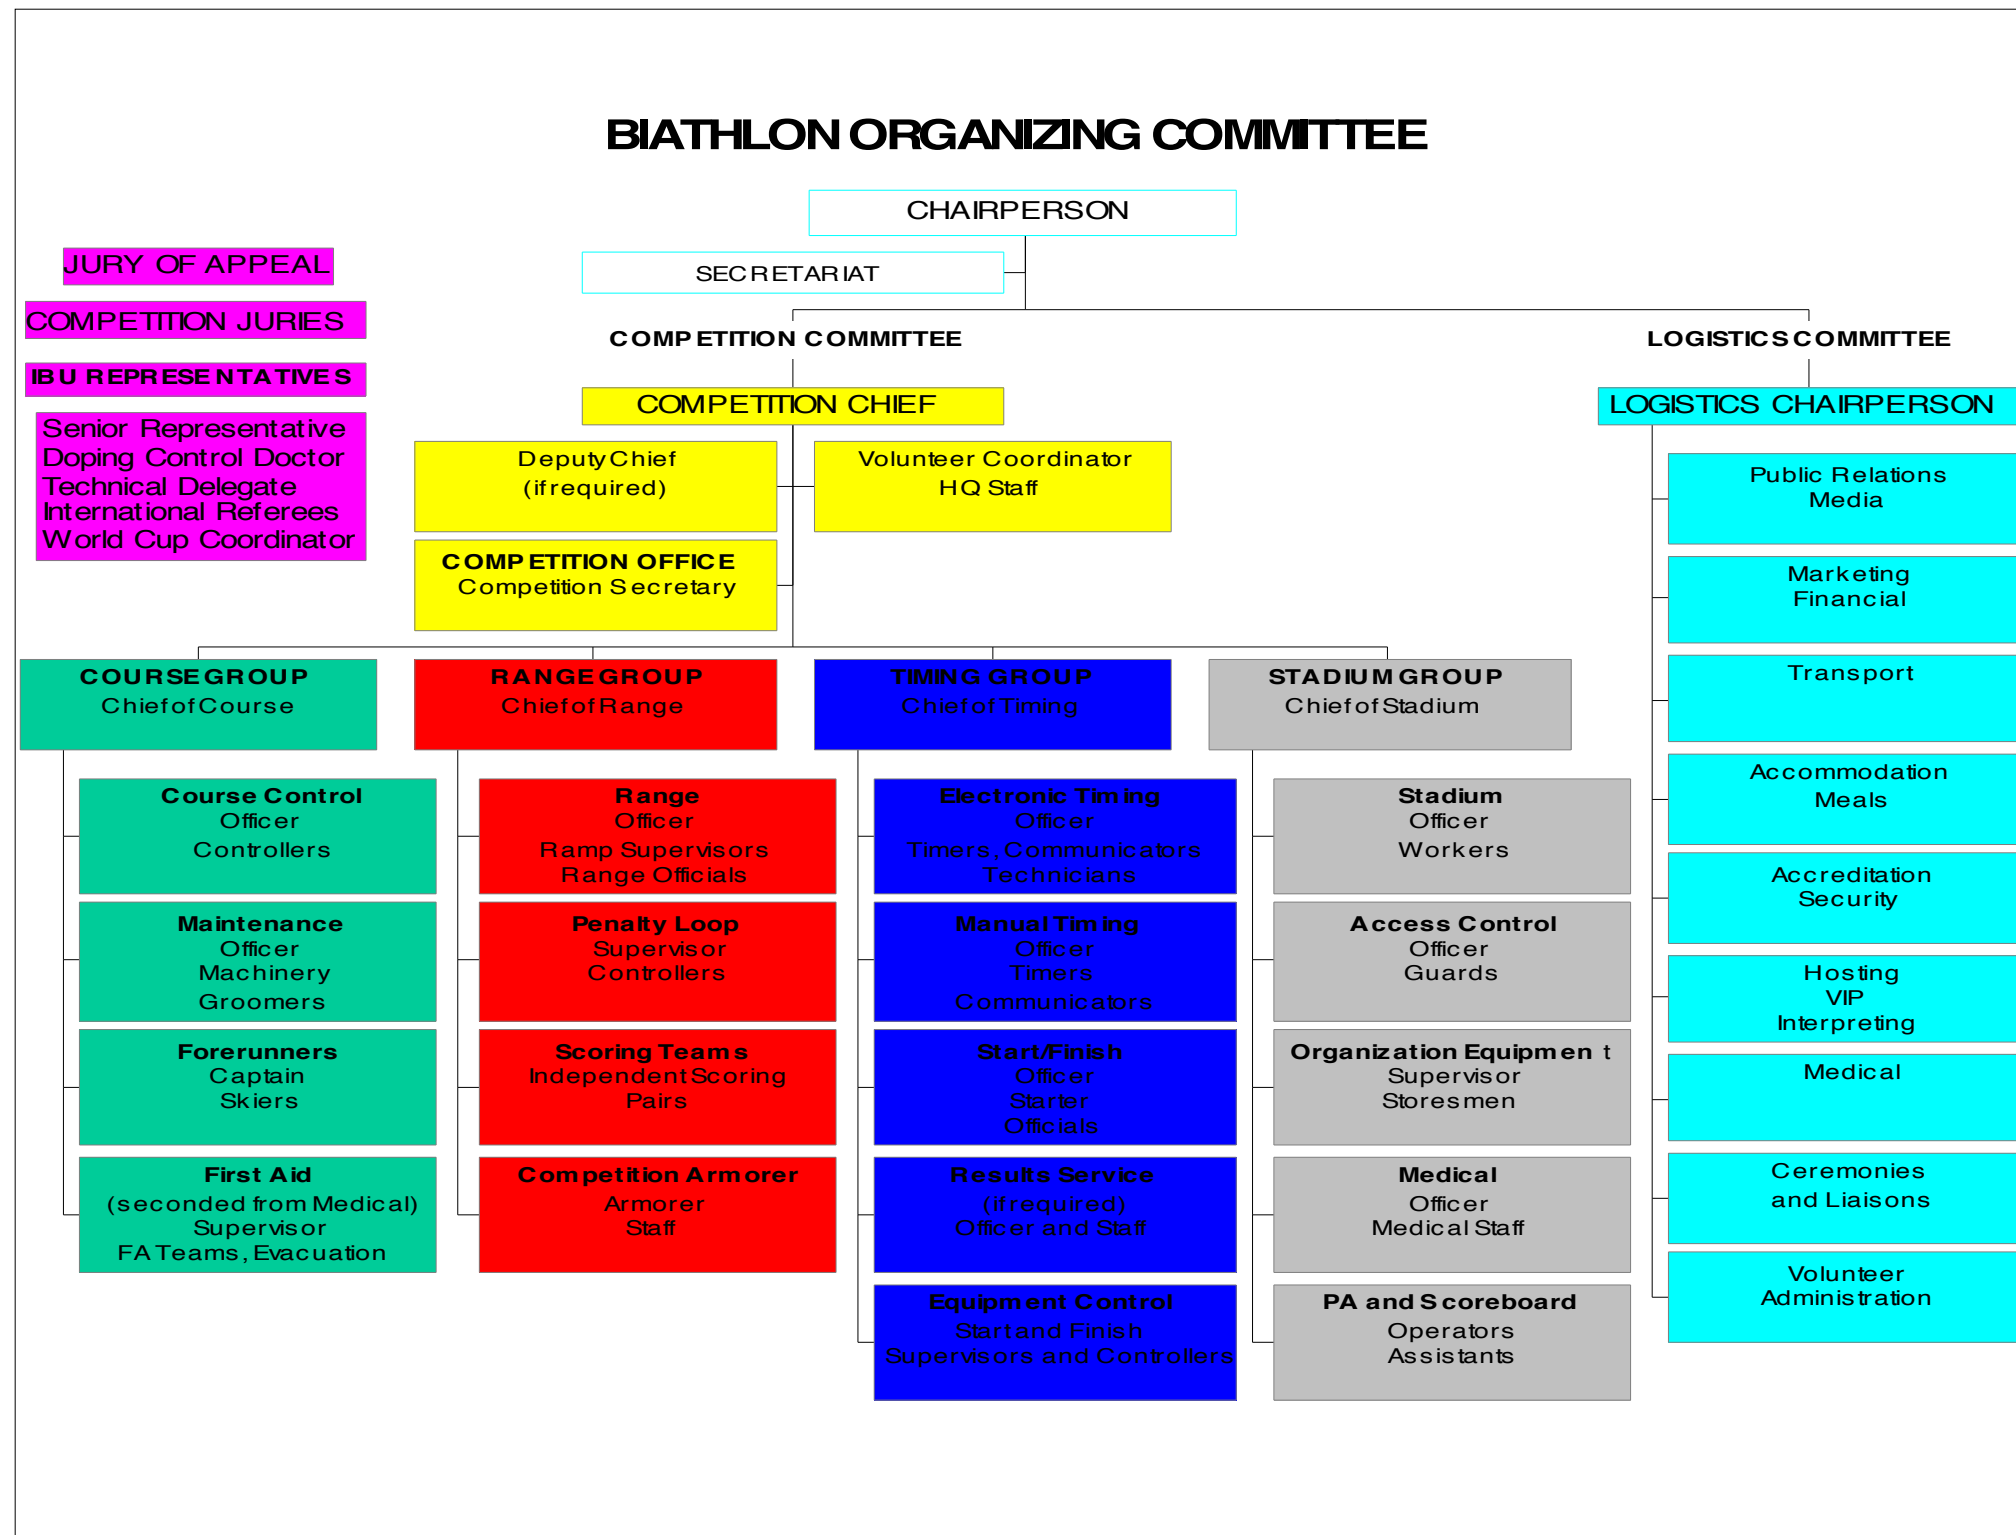 BIATHLON ORGANIZING COMMITTEE
CHAIRPERSON
SECRETARIAT
JURY OF APPEAL
COMPETITION JURIES
IBU REPRESENTATIVES
Senior Representative
Doping Control Doctor
Technical Delegate
International Referees
World Cup Coordinator
COMPETITION COMMITTEE
COMPETITION CHIEF
Deputy Chief
(if required)
Volunteer Coordinator
HQ Staff
COMPETITION OFFICE
Competition Secretary
COURSE GROUP
Chief of Course
Course Control
Officer
Controllers
Maintenance
Officer
Machinery
Groomers
Forerunners
Captain
Skiers
First Aid
(seconded from Medical)
Supervisor
FA Teams, Evacuation
RANGE GROUP
Chief of Range
Range
Officer
Ramp Supervisors
Range Officials
Penalty Loop
Supervisor
Controllers
Scoring Teams
Independent Scoring
Pairs
Competition Armorer
Armorer
Staff
TIMING GROUP
Chief of Timing
Electronic Timing
Officer
Timers, Communicators
Technicians
Manual Timing
Officer
Timers
Communicators
Start/Finish
Officer
Starter
Officials
Results Service
(if required)
Officer and Staff
Equipment Control
Start and Finish
Supervisors and Controllers
STADIUM GROUP
Chief of Stadium
Stadium
Officer
Workers
Access Control
Officer
Guards
Organization Equipment
Supervisor
Storesmen
Medical
Officer
Medical Staff
PA and Scoreboard
Operators
Assistants
LOGISTICS COMMITTEE
LOGISTICS CHAIRPERSON
Public Relations
Media
Marketing
Financial
Transport
Accommodation
Meals
Accreditation
Security
Hosting
VIP
Interpreting
Medical
Ceremonies
and Liaisons
Volunteer
Administration